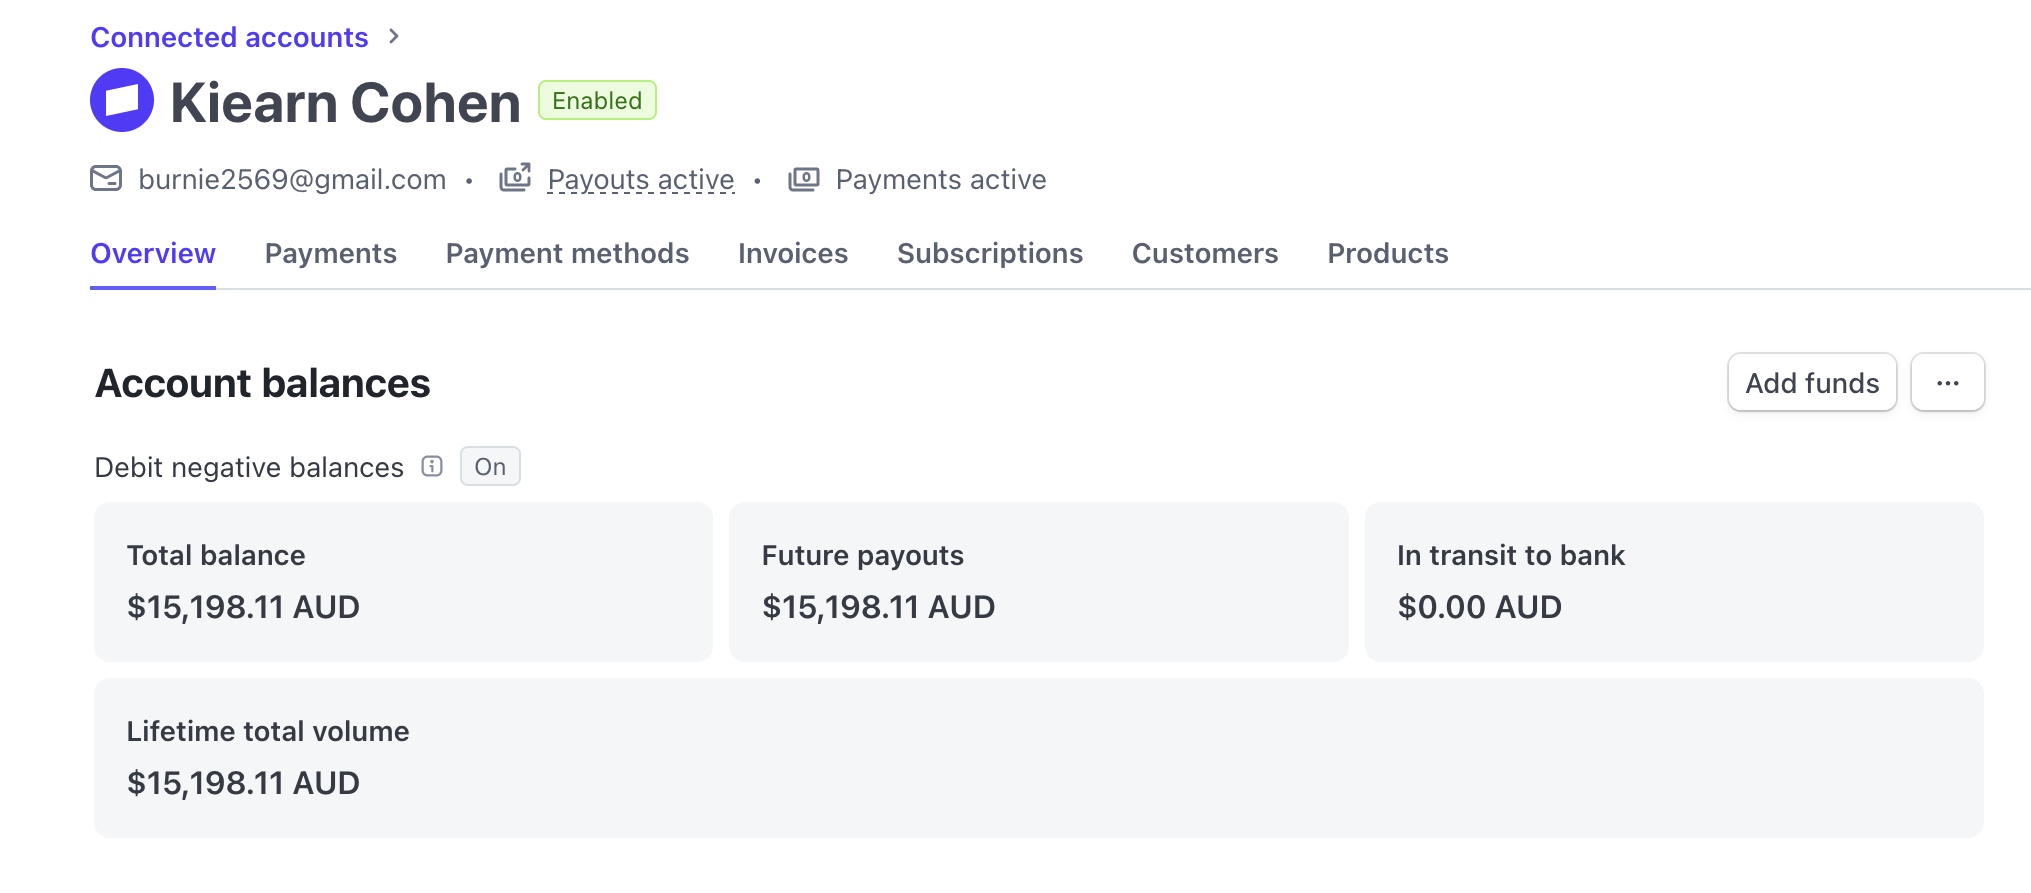 Connected accounts
Kiearn Cohen Enabled
burnie2569@gmail.com • Payouts active • Payments active
Overview Payments Payment methods Invoices Subscriptions Customers Products
Account balances Add funds ...
Debit negative balances On
Total balance Future payouts In transit to bank
$15,198.11 AUD $15,198.11 AUD $0.00 AUD
Lifetime total volume
$15,198.11 AUD